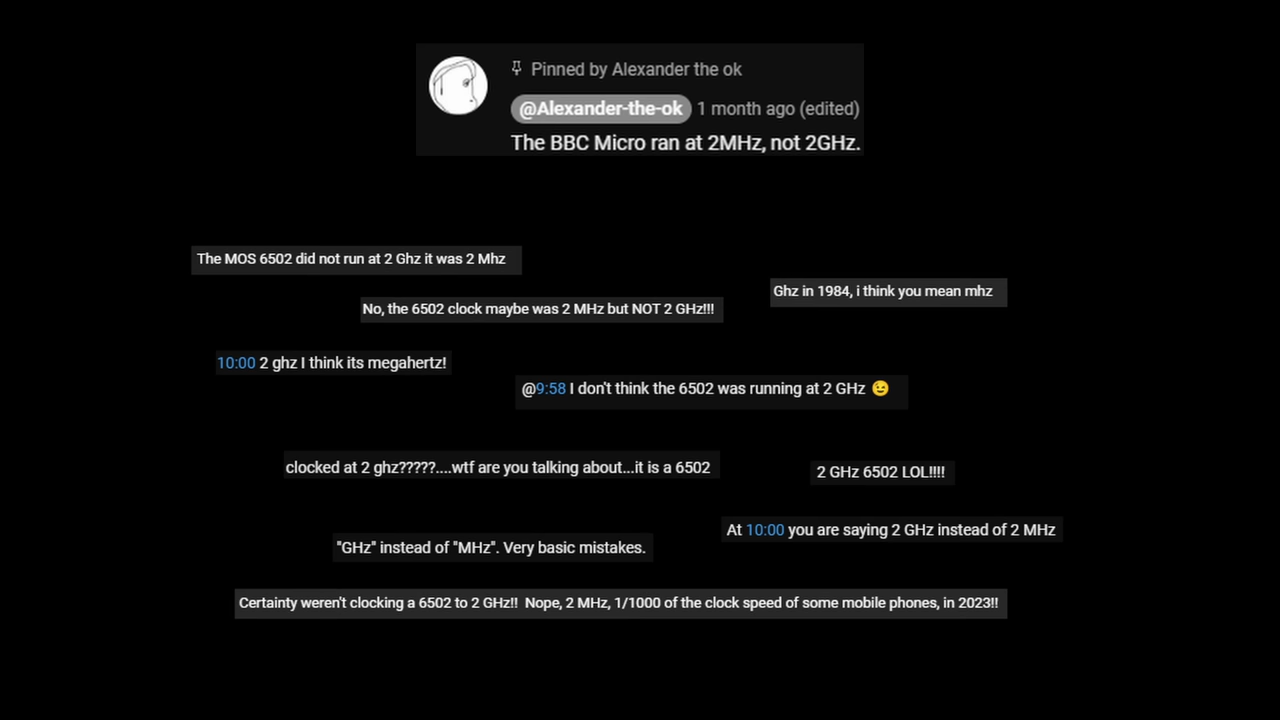 Pinned by Alexander the ok
@Alexander-the-ok 1 month ago (edited)
The BBC Micro ran at 2MHz, not 2GHz.
The MOS 6502 did not run at 2 Ghz it was 2 Mhz
Ghz in 1984, i think you mean mhz
No, the 6502 clock maybe was 2 MHz but NOT 2 GHz!!!
10:00 2 ghz I think its megahertz!
@9:58 I don't think the 6502 was running at 2 GHz 😉
clocked at 2 ghz?????....wtf are you talking about...it is a 6502
2 GHz 6502 LOL!!!!
At 10:00 you are saying 2 GHz instead of 2 MHz
"GHz" instead of "MHz". Very basic mistakes.
Certainty weren't clocking a 6502 to 2 GHz!!  Nope, 2 MHz, 1/1000 of the clock speed of some mobile phones, in 2023!!